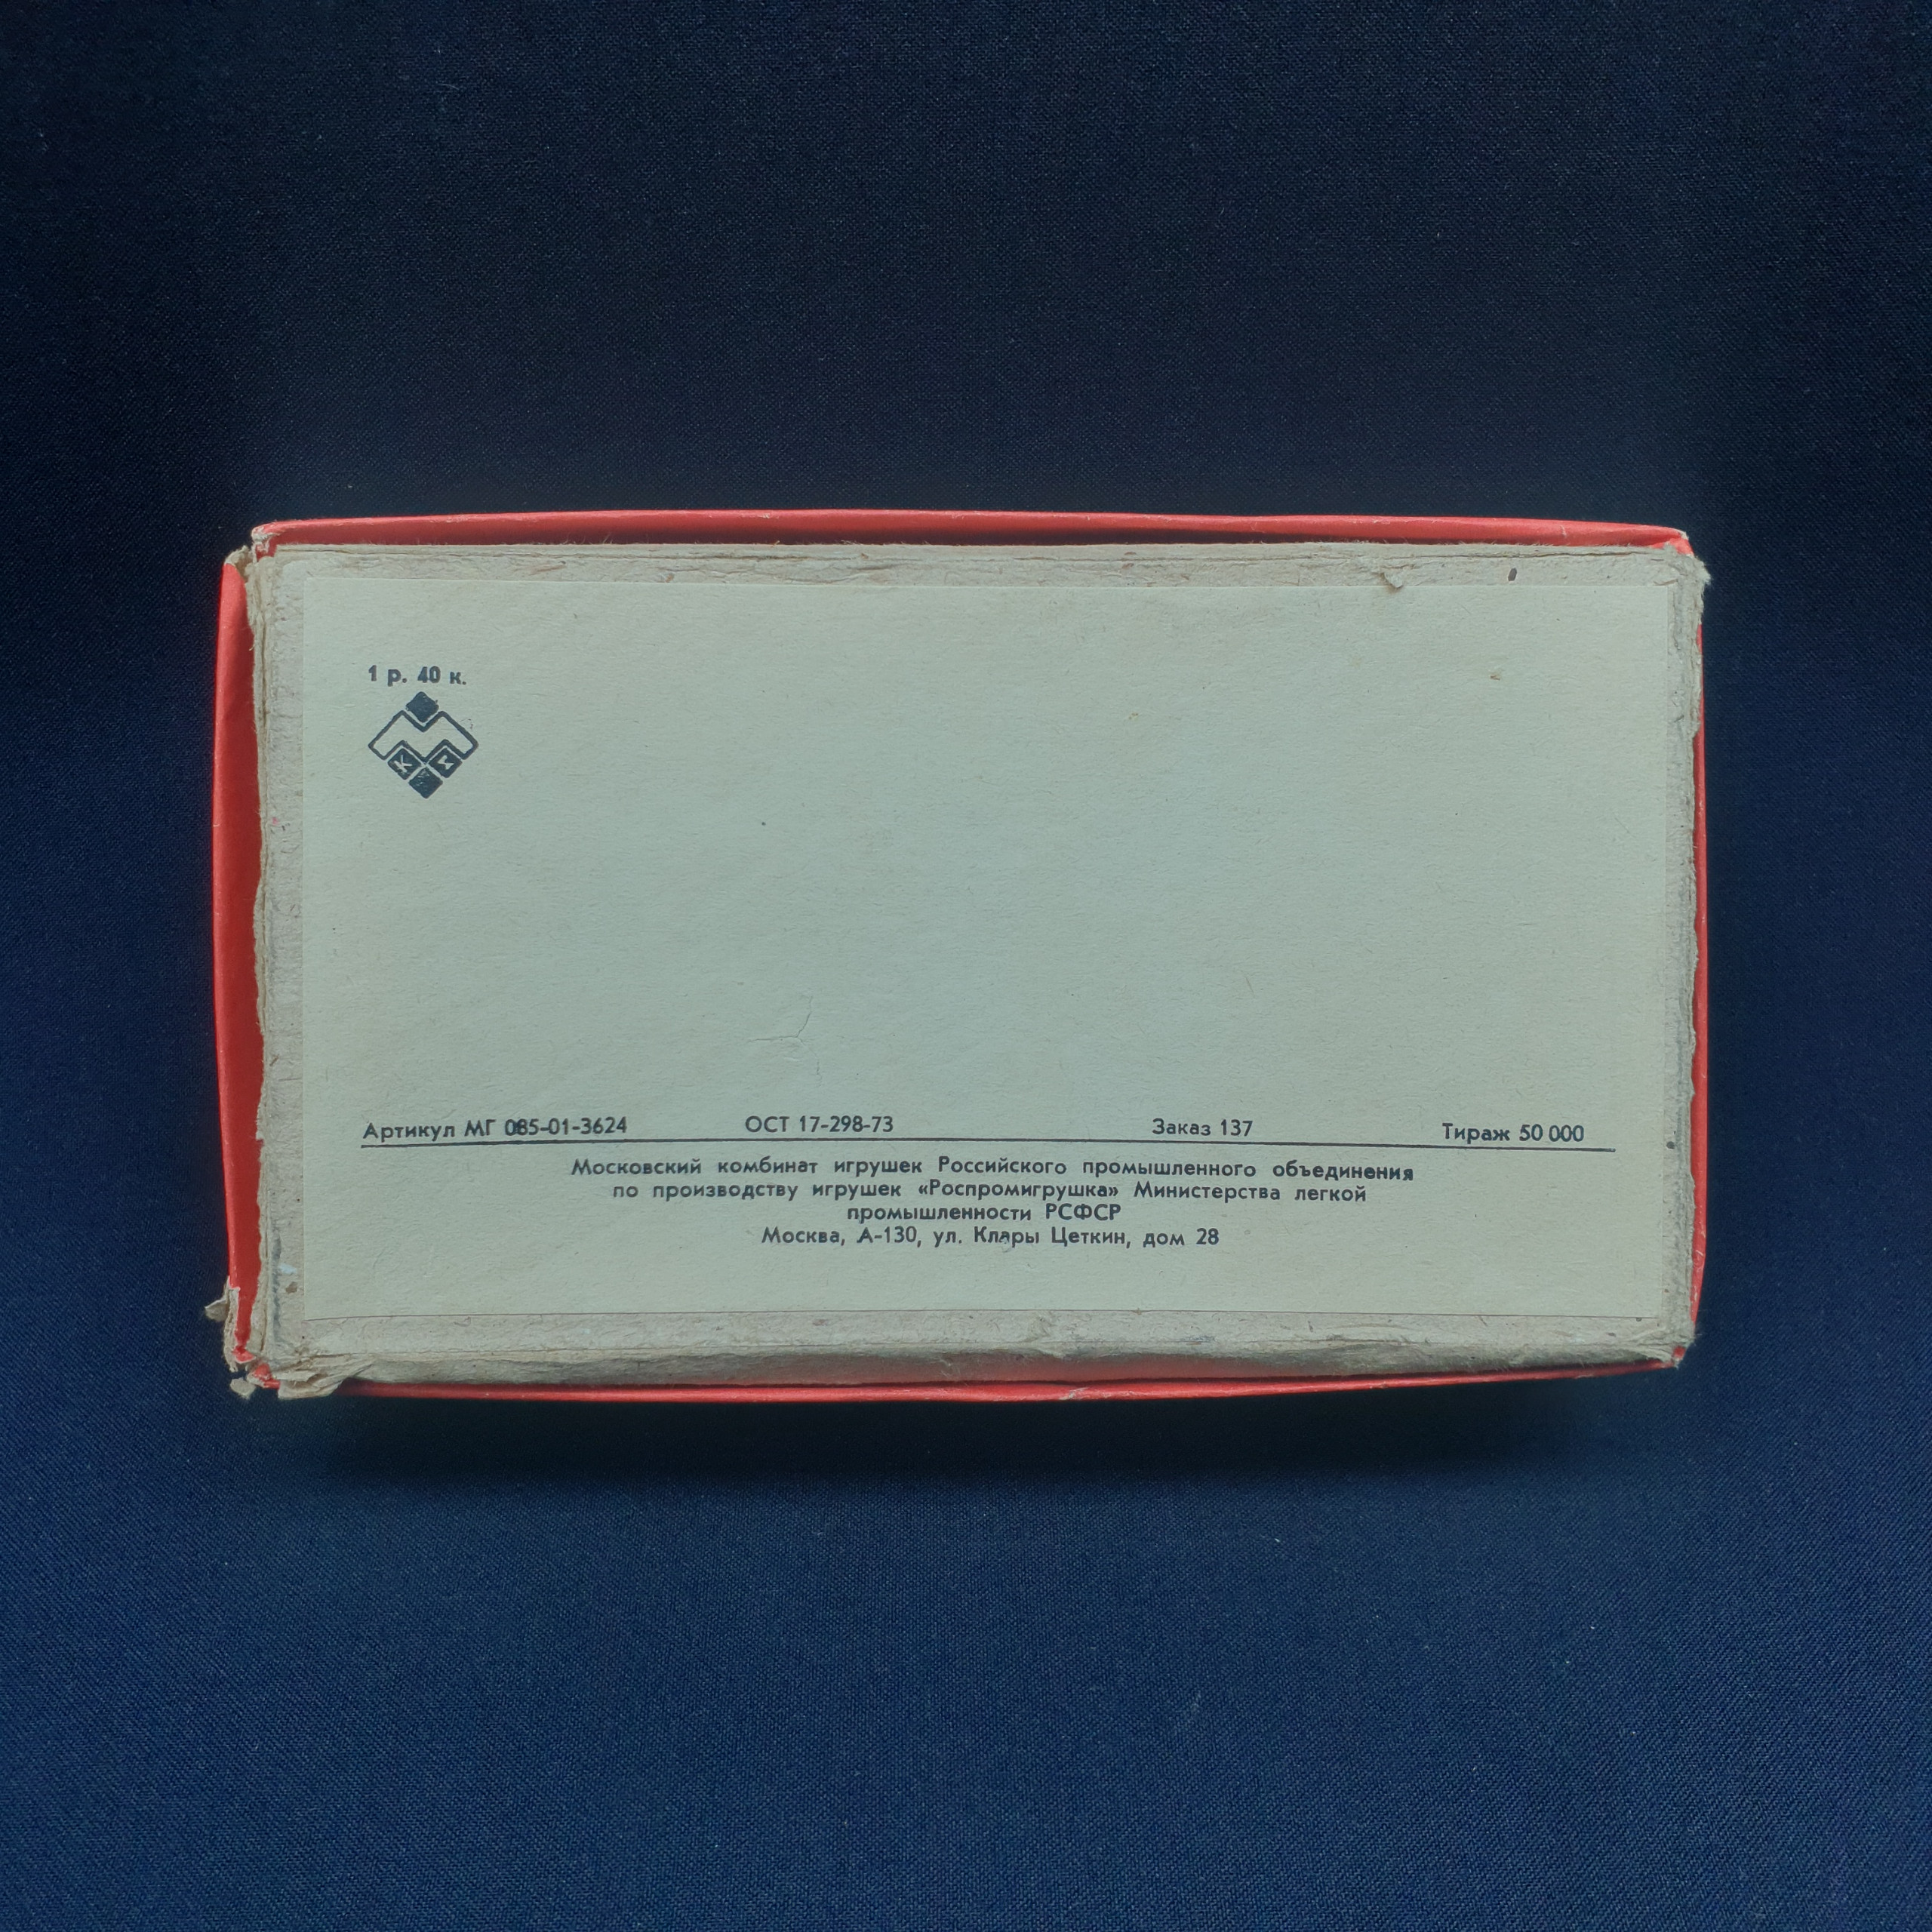 1 р. 40 к.
Артикул МГ 085-01-3624 ОСТ 17-298-73 Заказ 137 Тираж 50 000
Московский комбинат игрушек Российского промышленного объединения
по производству игрушек «Роспромигрушка» Министерства легкой
промышленности РСФСР
Москва, А-130, ул. Клары Цеткин, дом 28